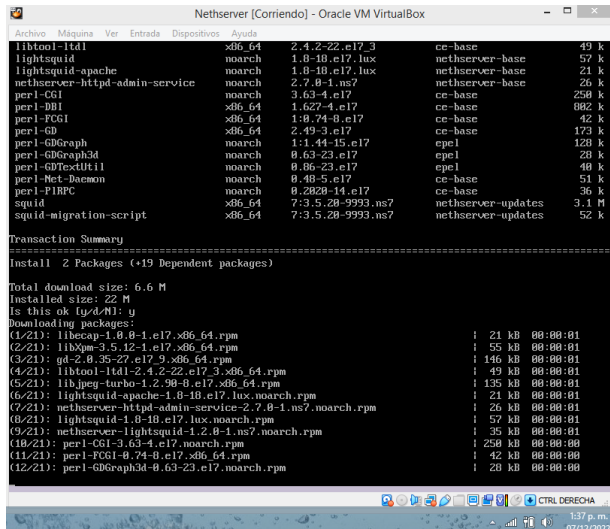 Nethserver [Corriendo] - Oracle VM VirtualBox
Archivo Máquina Ver Entrada Dispositivos Ayuda
libtool-ltdl x86_64 2.4.2-22.el7_3 ce-base 49 k
lightsquid noarch 1.8-18.el7.lux nethserver-base 57 k
lightsquid-apache noarch 1.8-18.el7.lux nethserver-base 21 k
nethserver-httpd-admin-service noarch 2.7.0-1.ns7 nethserver-base 26 k
perl-CGI noarch 3.63-4.el7 ce-base 250 k
perl-DBI x86_64 1.627-4.el7 ce-base 802 k
perl-FCGI x86_64 1:0.74-8.el7 ce-base 42 k
perl-GD x86_64 2.49-3.el7 ce-base 173 k
perl-GDGraph noarch 1:1.44-15.el7 epel 128 k
perl-GDGraph3d noarch 0.63-23.el7 epel 28 k
perl-GDTextUtil noarch 0.86-23.el7 epel 40 k
perl-Net-Daemon noarch 0.48-5.el7 ce-base 51 k
perl-PlRPC noarch 0.2020-14.el7 ce-base 36 k
squid x86_64 7:3.5.20-9993.ns7 nethserver-updates 3.1 M
squid-migration-script x86_64 7:3.5.20-9993.ns7 nethserver-updates 52 k
Transaction Summary
Install 2 Packages (+19 Dependent packages)
Total download size: 6.6 M
Installed size: 22 M
Is this ok [y/d/N]: y
Downloading packages:
(1/21): libecap-1.0.0-1.el7.x86_64.rpm | 21 kB 00:00:01
(2/21): libXpm-3.5.12-1.el7.x86_64.rpm | 55 kB 00:00:01
(3/21): gd-2.0.35-27.el7_9.x86_64.rpm | 146 kB 00:00:01
(4/21): libtool-ltdl-2.4.2-22.el7_3.x86_64.rpm | 49 kB 00:00:01
(5/21): libjpeg-turbo-1.2.90-8.el7.x86_64.rpm | 135 kB 00:00:01
(6/21): lightsquid-apache-1.8-18.el7.lux.noarch.rpm | 21 kB 00:00:01
(7/21): nethserver-httpd-admin-service-2.7.0-1.ns7.noarch.rpm | 26 kB 00:00:01
(8/21): lightsquid-1.8-18.el7.lux.noarch.rpm | 57 kB 00:00:01
(9/21): nethserver-lightsquid-1.2.0-1.ns7.noarch.rpm | 35 kB 00:00:01
(10/21): perl-CGI-3.63-4.el7.noarch.rpm | 250 kB 00:00:00
(11/21): perl-FCGI-0.74-8.el7.x86_64.rpm | 42 kB 00:00:00
(12/21): perl-GDGraph3d-0.63-23.el7.noarch.rpm | 28 kB 00:00:00
CTRL DERECHA
1:37 p. m.